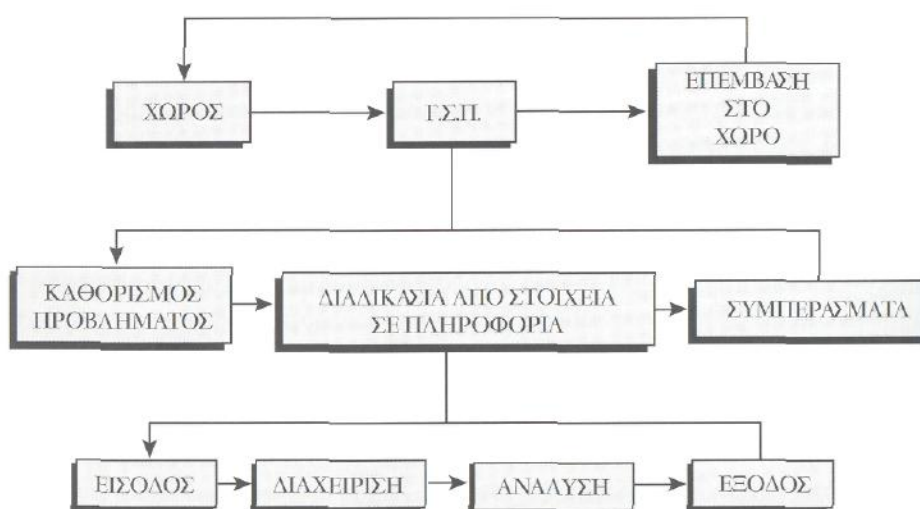 ΧΩΡΟΣ
Γ.Σ.Π.
ΕΠΕΜΒΑΣΗ
ΣΤΟ
ΧΩΡΟ
ΚΑΘΟΡΙΣΜΟΣ
ΠΡΟΒΛΗΜΑΤΟΣ
ΔΙΑΔΙΚΑΣΙΑ ΑΠΟ ΣΤΟΙΧΕΙΑ
ΣΕ ΠΛΗΡΟΦΟΡΙΑ
ΣΥΜΠΕΡΑΣΜΑΤΑ
ΕΙΣΟΔΟΣ
ΔΙΑΧΕΙΡΙΣΗ
ΑΝΑΛΥΣΗ
ΕΞΟΔΟΣ